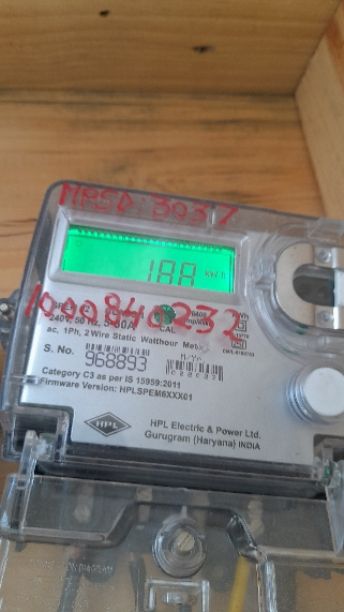 MPSD 3037
188 kWh
1000840232
CAL
240V, 50 Hz, 5-30A
ac, 1Ph, 2 Wire Static Watthour Meter
S. No. 968893
Category C3 as per IS 15959:2011
Firmware Version: HPLSPEM6XXX01
HPL
HPL Electric & Power Ltd.
Gurugram (Haryana) INDIA